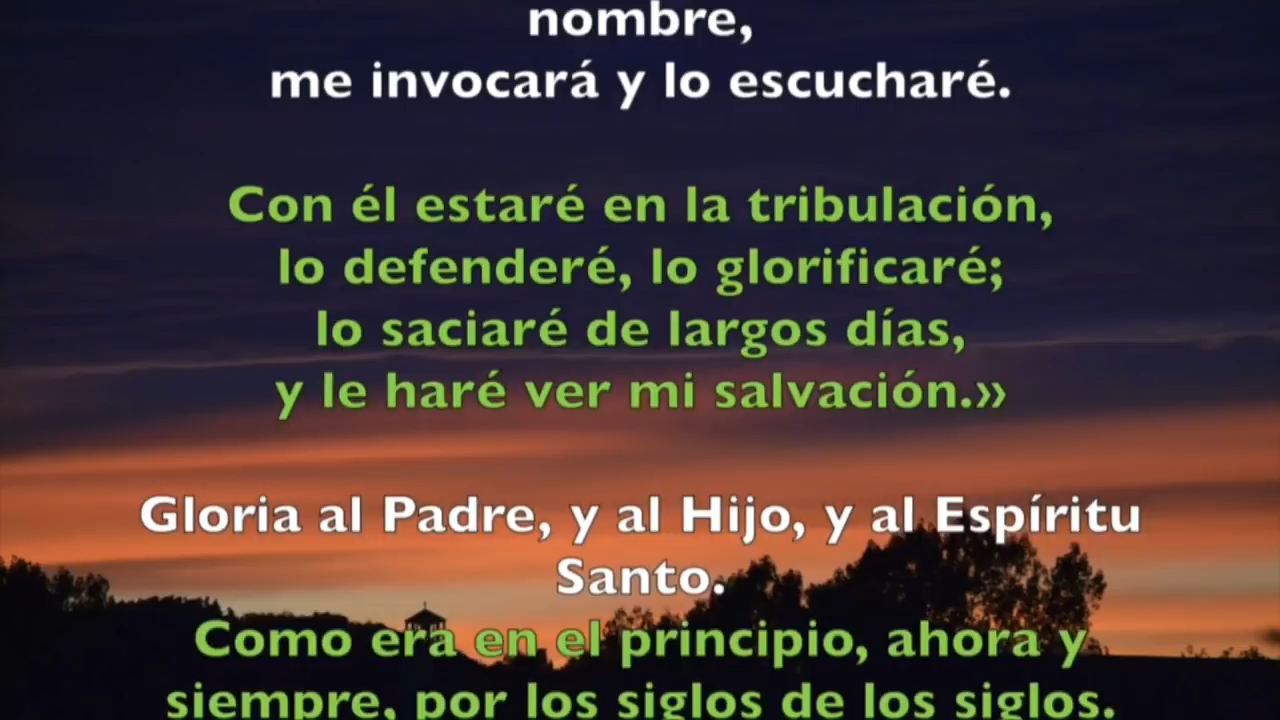 nombre,
me invocará y lo escucharé.
Con él estaré en la tribulación,
lo defenderé, lo glorificaré;
lo saciaré de largos días,
y le haré ver mi salvación.»
Gloria al Padre, y al Hijo, y al Espíritu
Santo.
Como era en el principio, ahora y
siempre, por los siglos de los siglos.